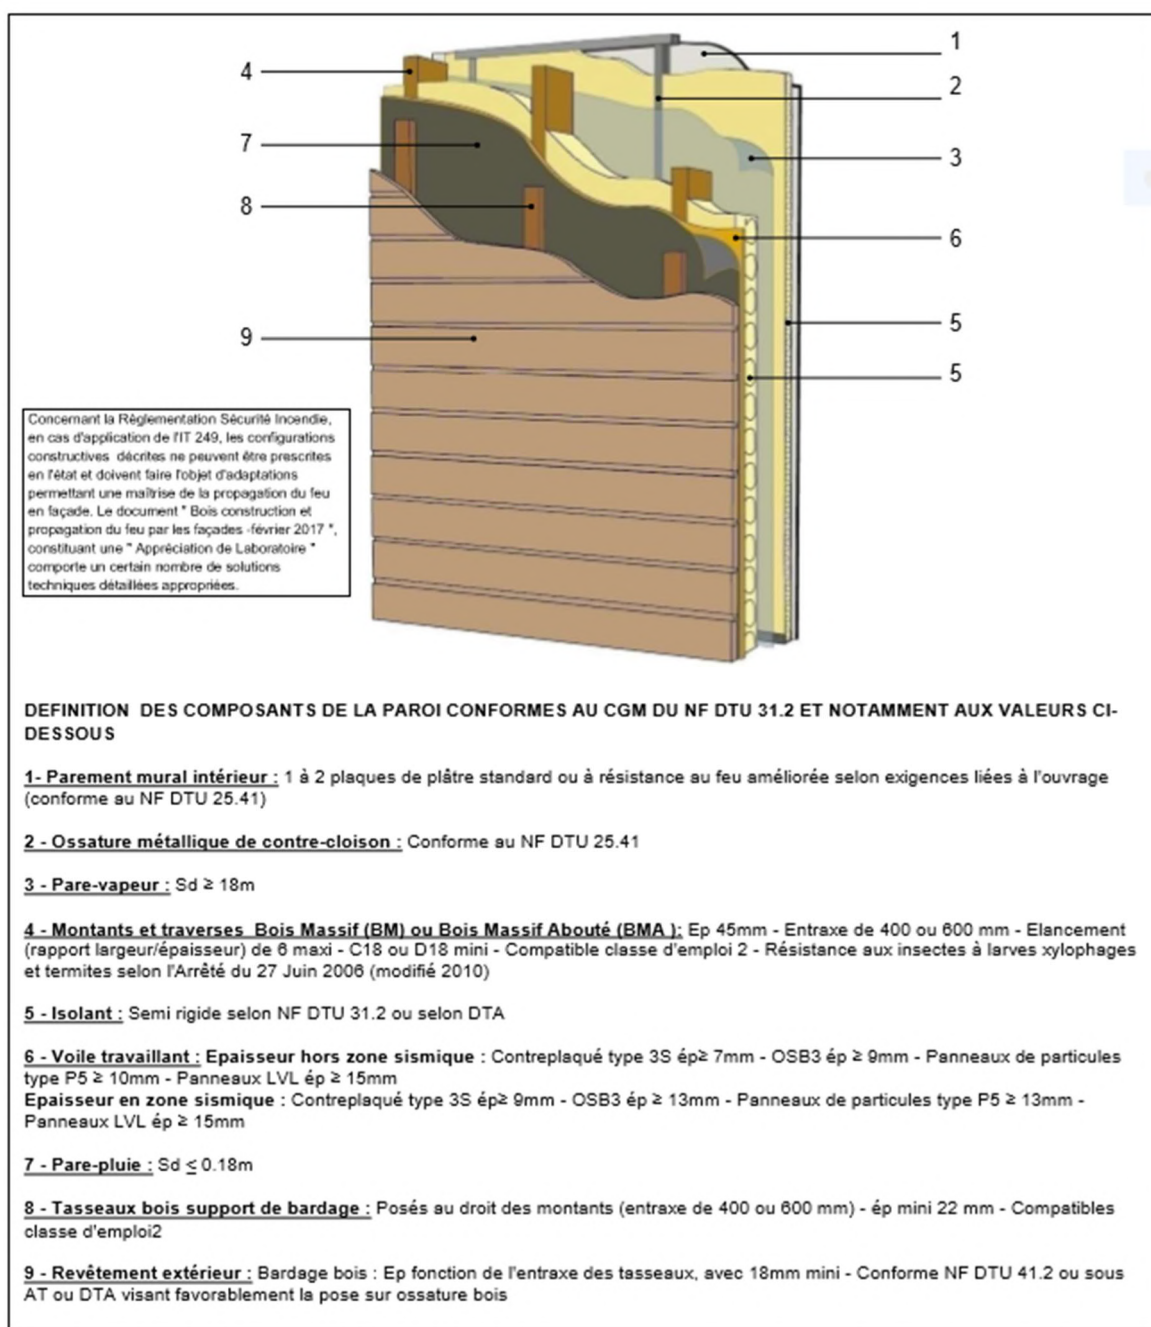 1
4
2
7
3
8
6
5
9
5
Concernant la Réglementation Sécurité Incendie,
en cas d'application de l'IT 249, les configurations
constructives décrites ne peuvent être prescrites
en l'état et doivent faire l'objet d'adaptations
permettant une maîtrise de la propagation du feu
en façade. Le document " Bois construction et
propagation du feu par les façades -février 2017 ",
constituant une " Appréciation de Laboratoire "
comporte un certain nombre de solutions
techniques détaillées appropriées.
DEFINITION DES COMPOSANTS DE LA PAROI CONFORMES AU CGM DU NF DTU 31.2 ET NOTAMMENT AUX VALEURS CI-
DESSOUS
1- Parement mural intérieur : 1 à 2 plaques de plâtre standard ou à résistance au feu améliorée selon exigences liées à l'ouvrage
(conforme au NF DTU 25.41)
2 - Ossature métallique de contre-cloison : Conforme au NF DTU 25.41
3 - Pare-vapeur : Sd ≥ 18m
4 - Montants et traverses Bois Massif (BM) ou Bois Massif Abouté (BMA ): Ep 45mm - Entraxe de 400 ou 600 mm - Elancement
(rapport largeur/épaisseur) de 6 maxi - C18 ou D18 mini - Compatible classe d'emploi 2 - Résistance aux insectes à larves xylophages
et termites selon l'Arrêté du 27 Juin 2006 (modifié 2010)
5 - Isolant : Semi rigide selon NF DTU 31.2 ou selon DTA
6 - Voile travaillant : Epaisseur hors zone sismique : Contreplaqué type 3S ép≥ 7mm - OSB3 ép ≥ 9mm - Panneaux de particules
type P5 ≥ 10mm - Panneaux LVL ép ≥ 15mm
Epaisseur en zone sismique : Contreplaqué type 3S ép≥ 9mm - OSB3 ép ≥ 13mm - Panneaux de particules type P5 ≥ 13mm -
Panneaux LVL ép ≥ 15mm
7 - Pare-pluie : Sd ≤ 0.18m
8 - Tasseaux bois support de bardage : Posés au droit des montants (entraxe de 400 ou 600 mm) - ép mini 22 mm - Compatibles
classe d'emploi2
9 - Revêtement extérieur : Bardage bois : Ep fonction de l'entraxe des tasseaux, avec 18mm mini - Conforme NF DTU 41.2 ou sous
AT ou DTA visant favorablement la pose sur ossature bois